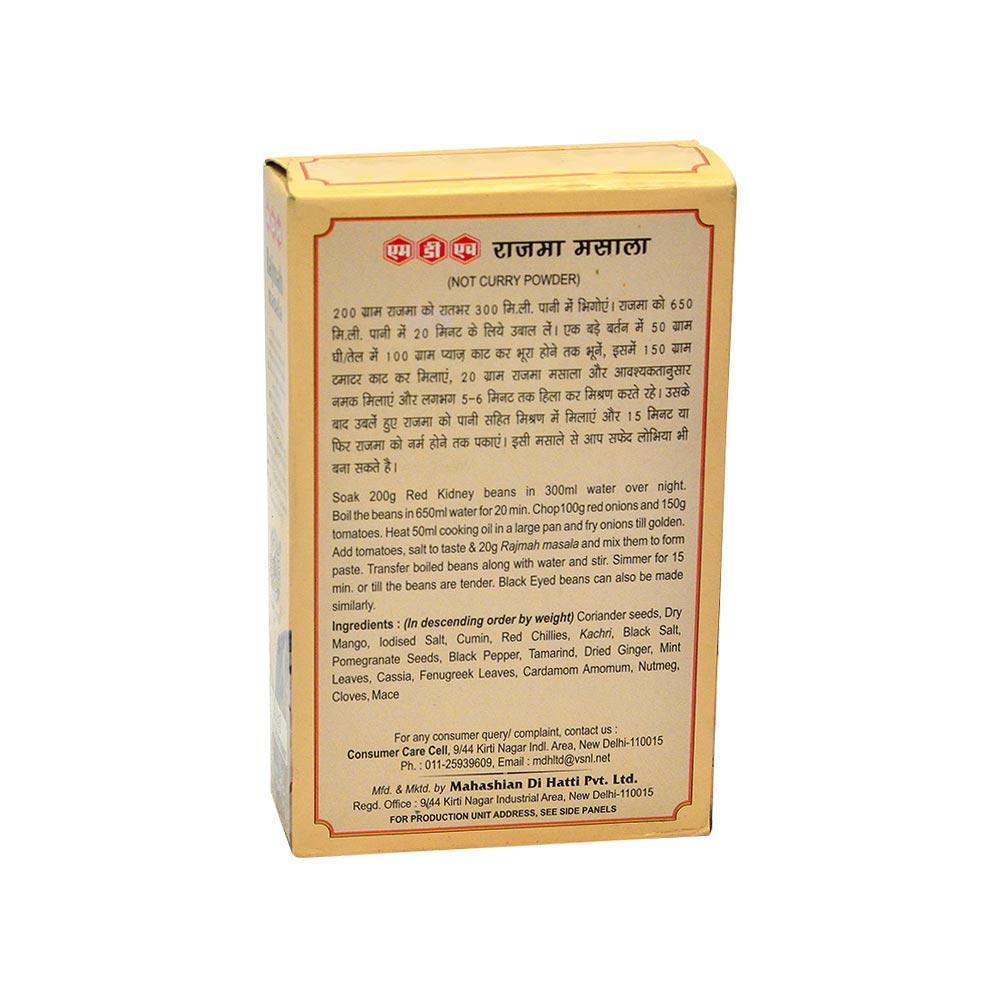 एम डी एच राजमा मसाला
(NOT CURRY POWDER)
200 ग्राम राजमा को रातभर 300 मि.ली. पानी में भिगोएं। राजमा को 650
मि.ली. पानी में 20 मिनट के लिये उबाल लें। एक बड़े बर्तन में 50 ग्राम
घी/तेल में 100 ग्राम प्याज़ काट कर भूरा होने तक भूनें, इसमें 150 ग्राम
टमाटर काट कर मिलाएं, 20 ग्राम राजमा मसाला और आवश्यकतानुसार
नमक मिलाएं और लगभग 5-6 मिनट तक हिला कर मिश्रण करते रहे। उसके
बाद उबलें हुए राजमा को पानी सहित मिश्रण में मिलाएं और 15 मिनट या
फिर राजमा को नर्म होने तक पकाएं। इसी मसाले से आप सफेद लोभिया भी
बना सकते है।
Soak 200g Red Kidney beans in 300ml water over night.
Boil the beans in 650ml water for 20 min. Chop100g red onions and 150g
tomatoes. Heat 50ml cooking oil in a large pan and fry onions till golden.
Add tomatoes, salt to taste & 20g Rajmah masala and mix them to form
paste. Transfer boiled beans along with water and stir. Simmer for 15
min. or till the beans are tender. Black Eyed beans can also be made
similarly.
Ingredients : (In descending order by weight) Coriander seeds, Dry
Mango, Iodised Salt, Cumin, Red Chillies, Kachri, Black Salt,
Pomegranate Seeds, Black Pepper, Tamarind, Dried Ginger, Mint
Leaves, Cassia, Fenugreek Leaves, Cardamom Amomum, Nutmeg,
Cloves, Mace
For any consumer query/ complaint, contact us :
Consumer Care Cell, 9/44 Kirti Nagar Indl. Area, New Delhi-110015
Ph. : 011-25939609, Email : mdhltd@vsnl.net
Mfd. & Mktd. by Mahashian Di Hatti Pvt. Ltd.
Regd. Office : 9/44 Kirti Nagar Industrial Area, New Delhi-110015
FOR PRODUCTION UNIT ADDRESS, SEE SIDE PANELS